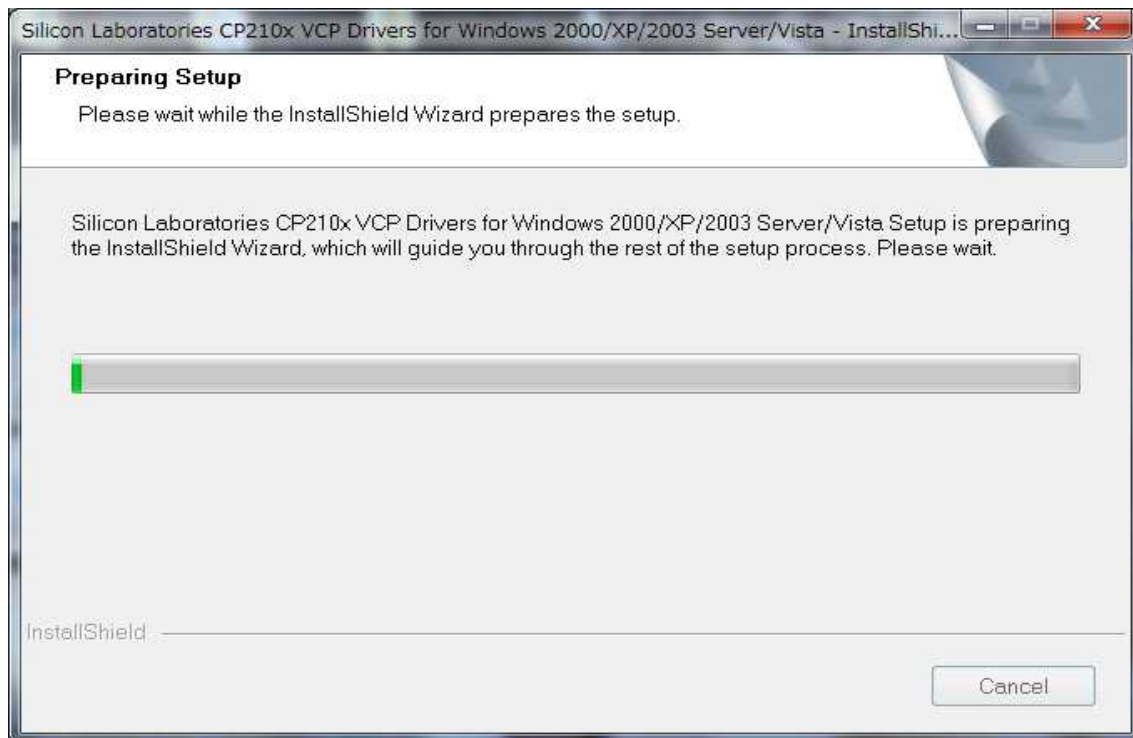 Silicon Laboratories CP210x VCP Drivers for Windows 2000/XP/2003 Server/Vista - InstallShi...
Preparing Setup
Please wait while the InstallShield Wizard prepares the setup.
Silicon Laboratories CP210x VCP Drivers for Windows 2000/XP/2003 Server/Vista Setup is preparing
the InstallShield Wizard, which will guide you through the rest of the setup process. Please wait.
InstallShield
Cancel